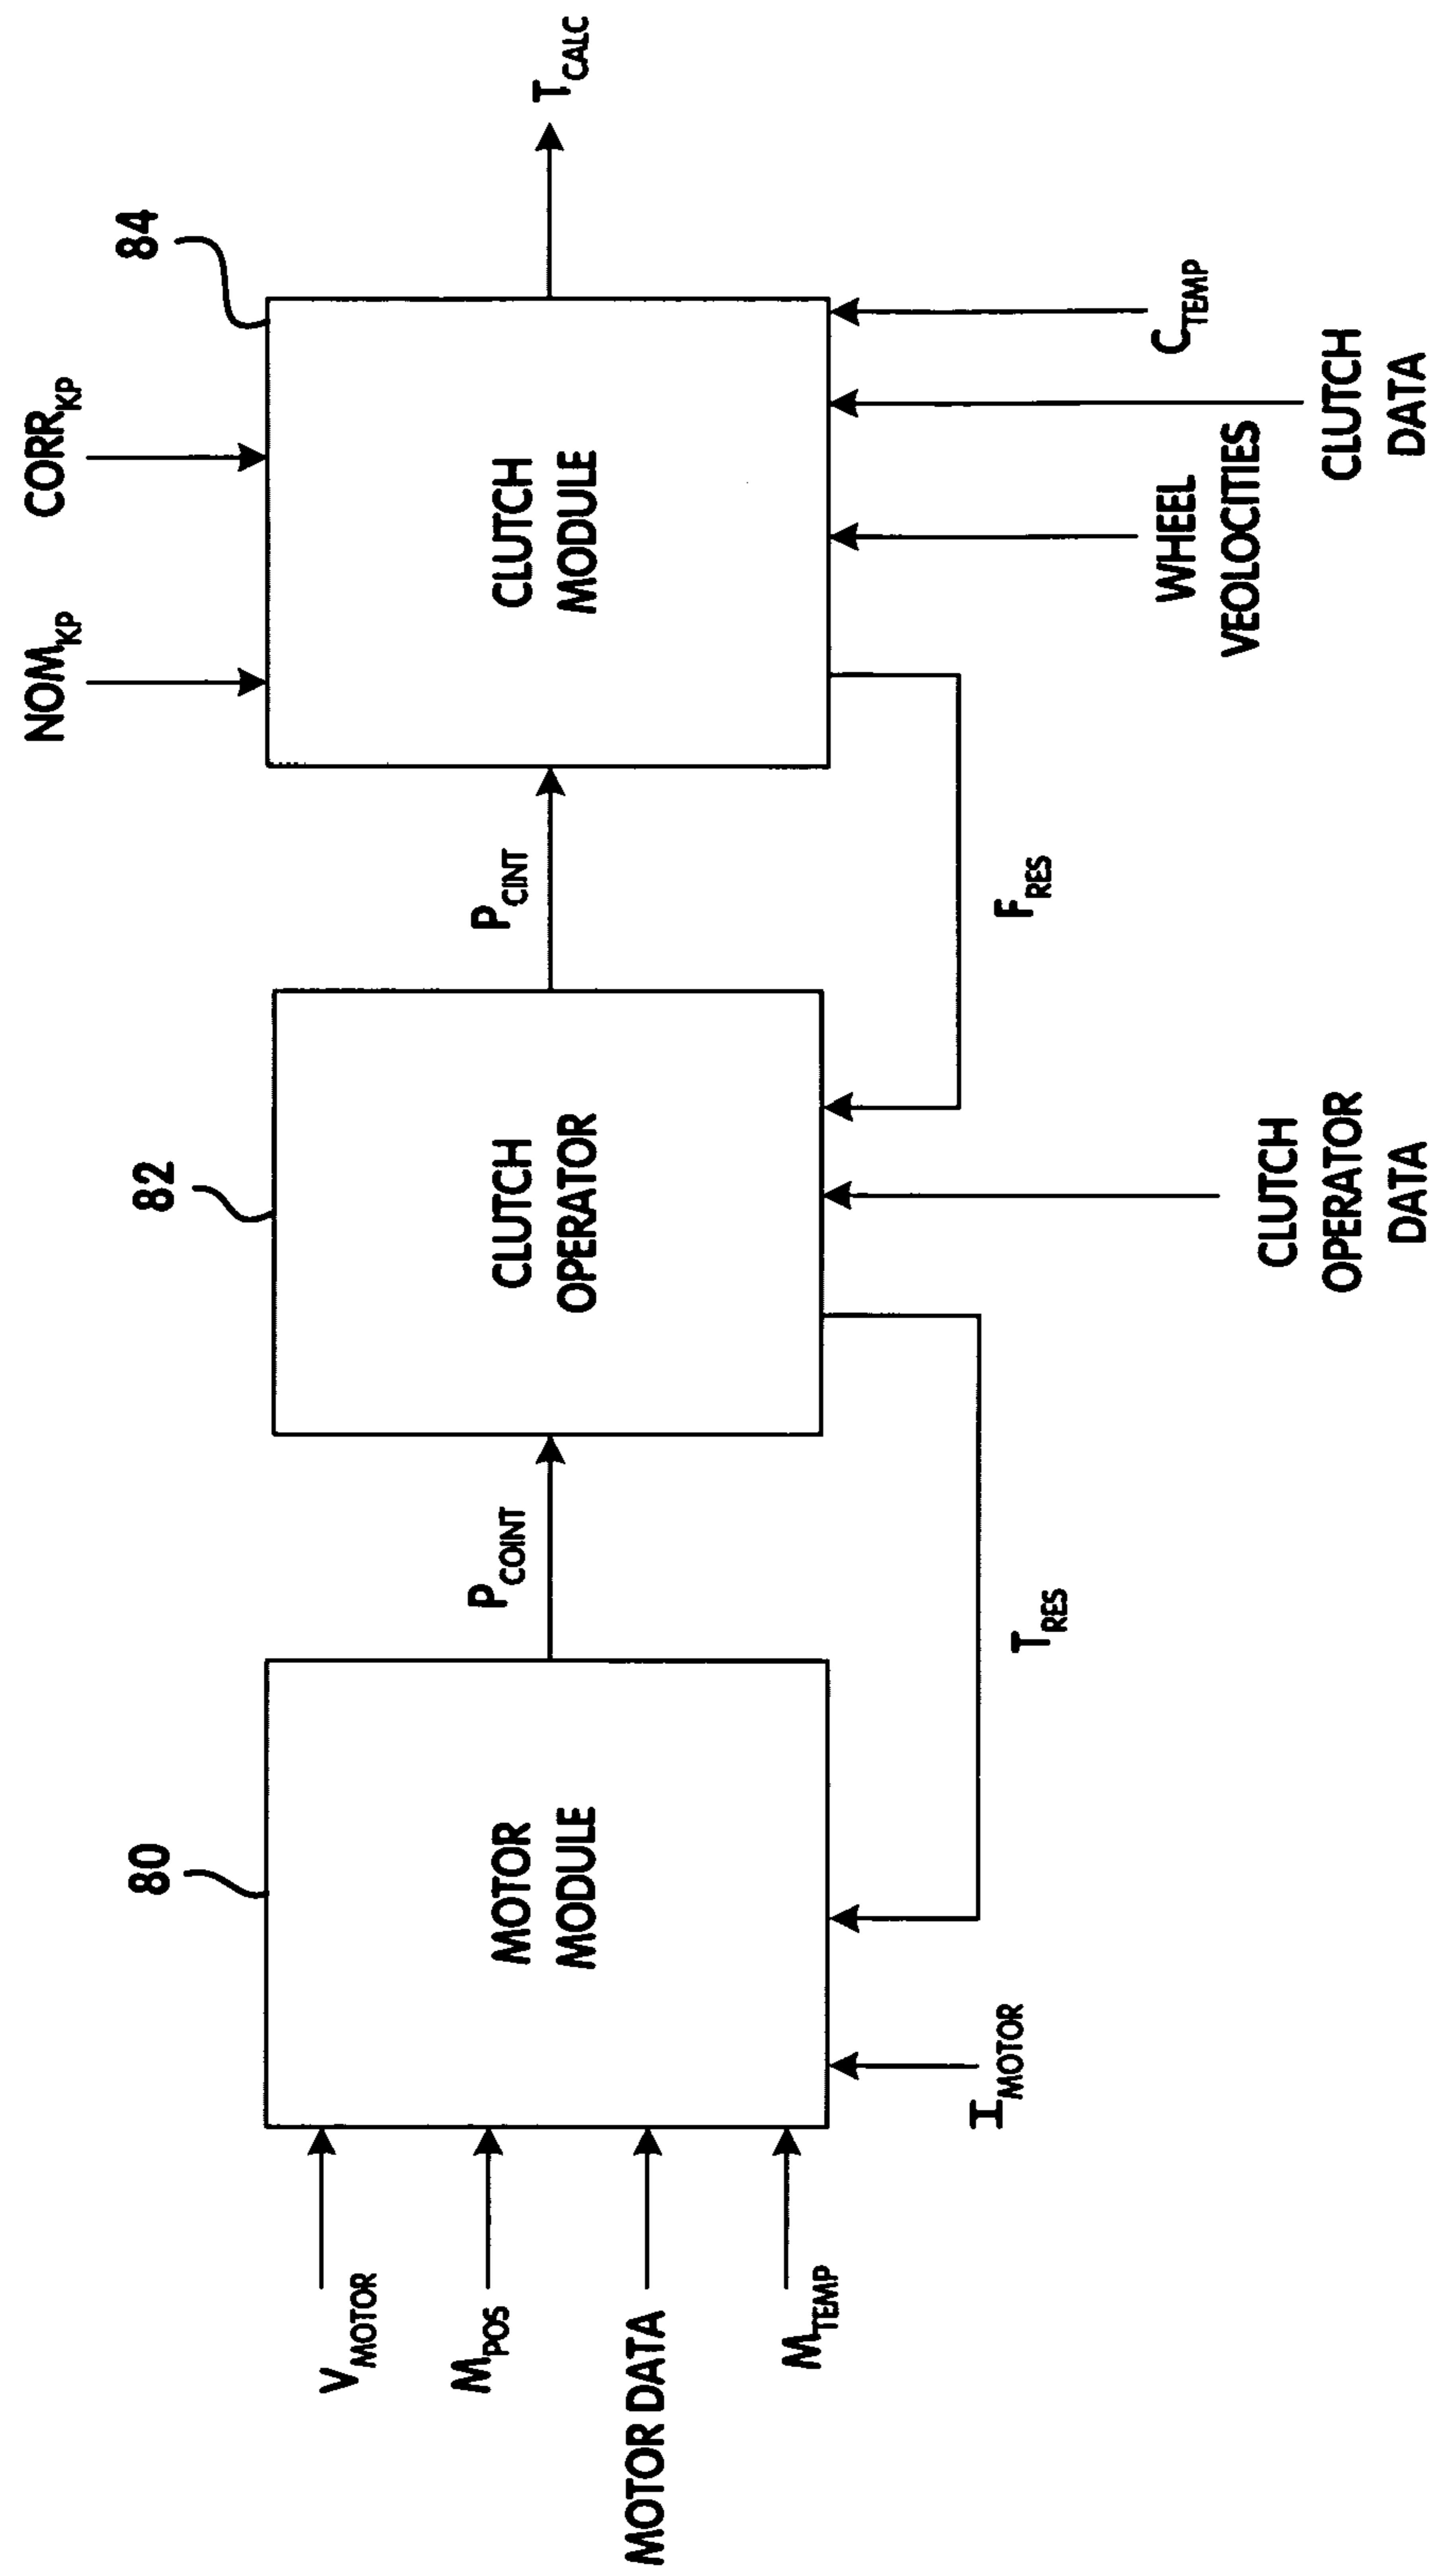 80
82
84
NOM_KP
CORR_KP
V_MOTOR
M_POS
MOTOR DATA
M_TEMP
I_MOTOR
MOTOR
MODULE
P_COINT
T_RES
CLUTCH
OPERATOR
CLUTCH
OPERATOR
DATA
P_CINT
F_RES
CLUTCH
MODULE
WHEEL
VEOLOCITIES
CLUTCH
DATA
C_TEMP
T_CALC